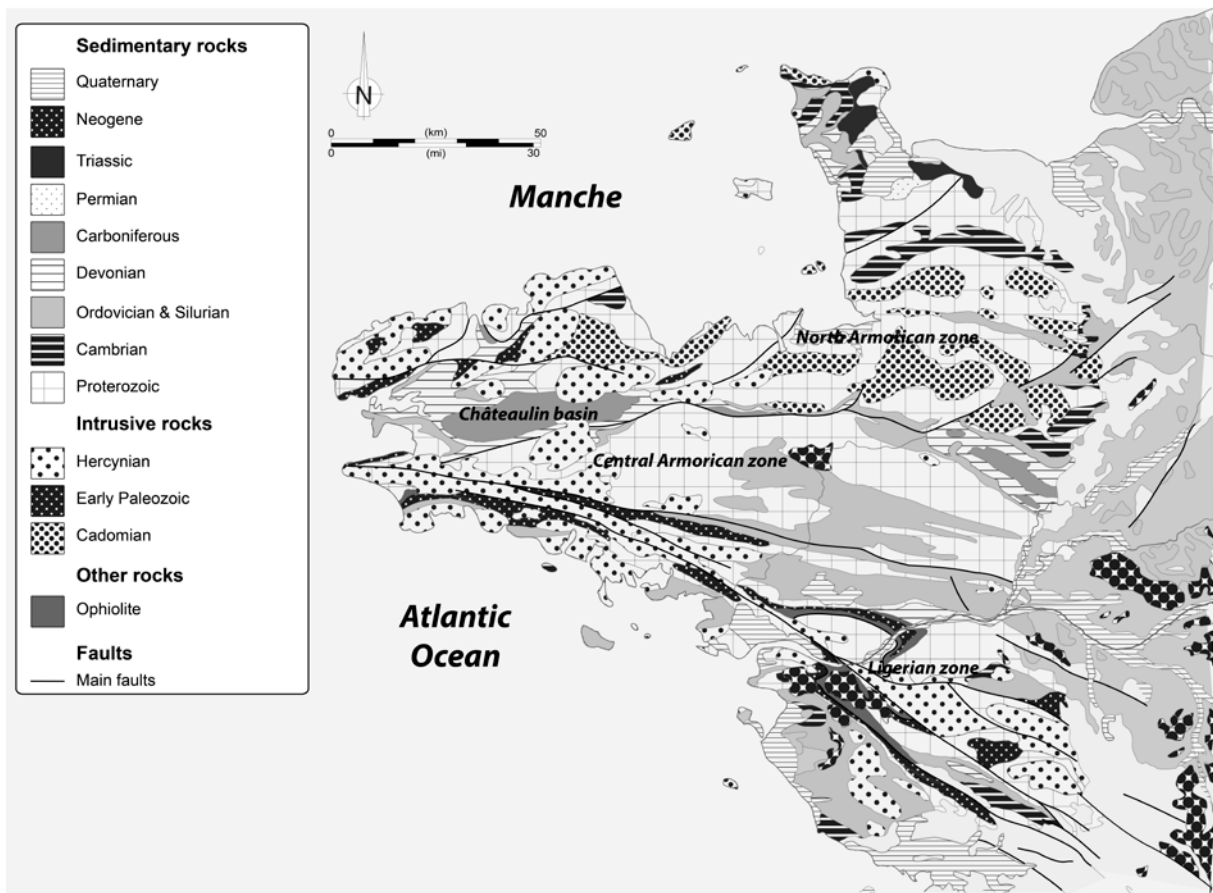 Sedimentary rocks
Quaternary
Neogene
Triassic
Permian
Carboniferous
Devonian
Ordovician & Silurian
Cambrian
Proterozoic
Intrusive rocks
Hercynian
Early Paleozoic
Cadomian
Other rocks
Ophiolite
Faults
Main faults
N
0 (km) 50
0 (mi) 30
Manche
North Armorican zone
Châteaulin basin
Central Armorican zone
Atlantic
Ocean
Ligerian zone